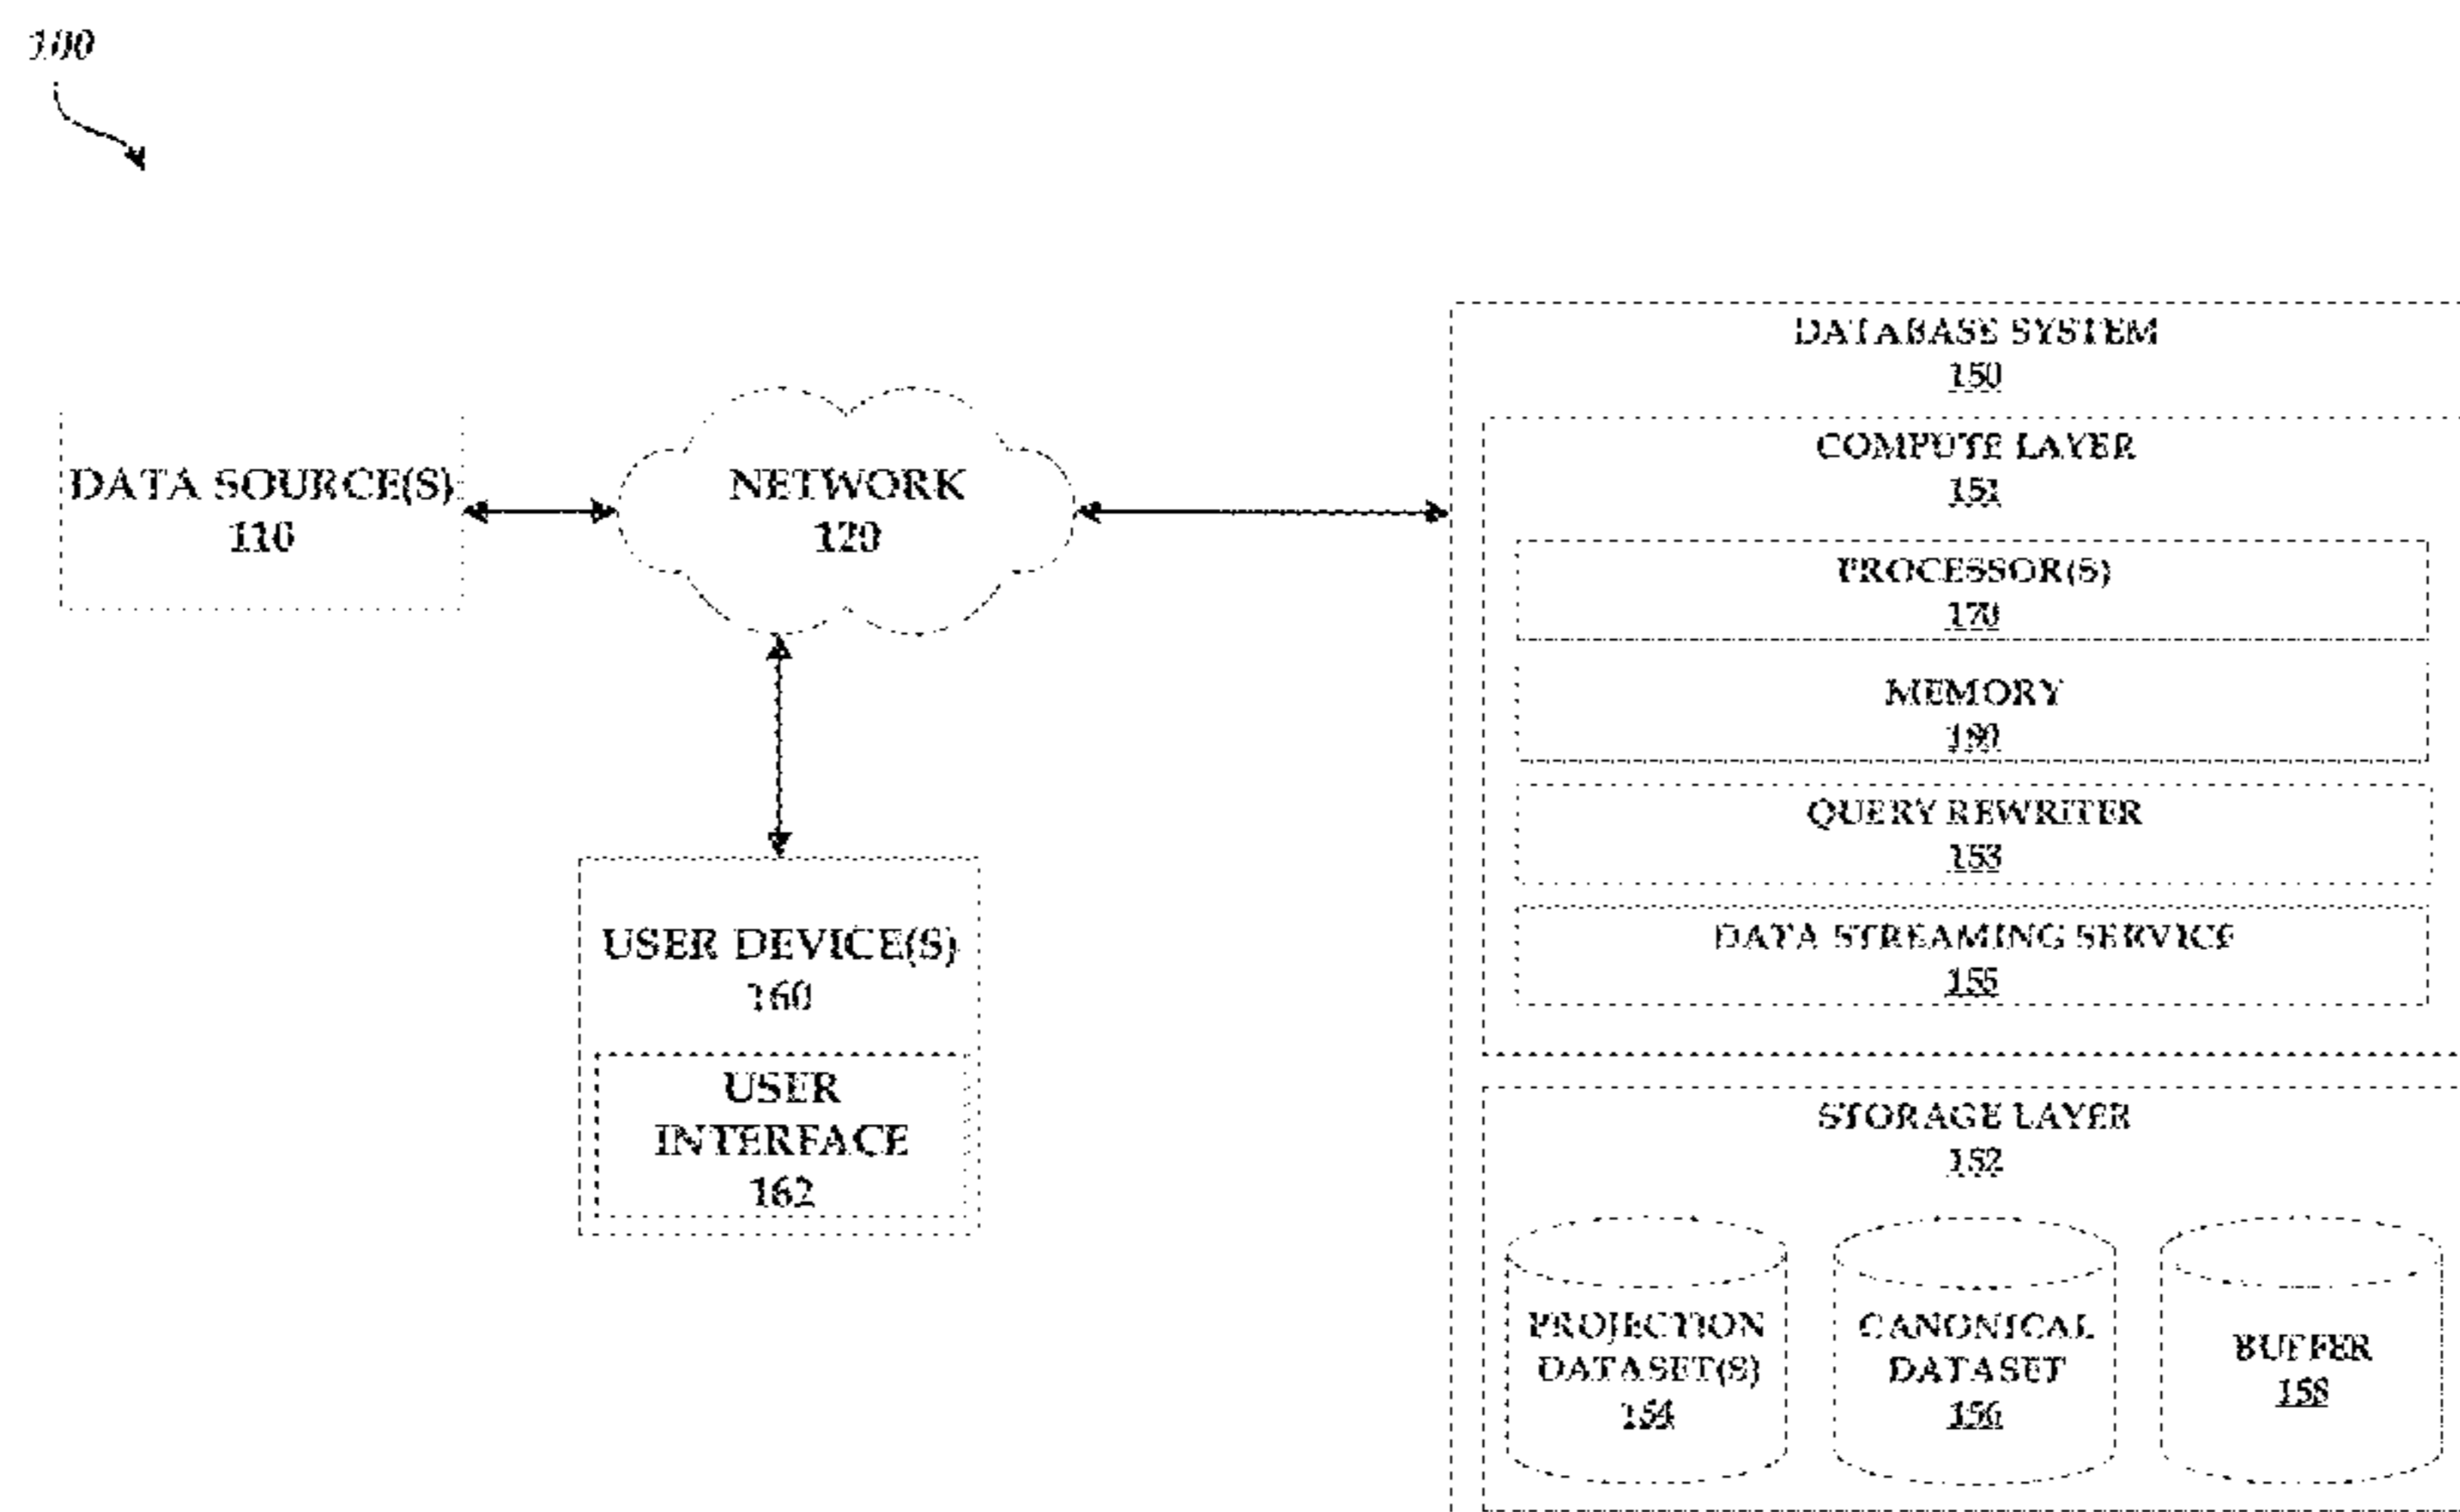 100
DATA SOURCE(S)
110
NETWORK
120
USER DEVICE(S)
160
USER
INTERFACE
162
DATABASE SYSTEM
150
COMPUTE LAYER
151
PROCESSOR(S)
170
MEMORY
180
QUERY REWRITER
153
DATA STREAMING SERVICE
155
STORAGE LAYER
152
PROJECTION
DATASET(S)
154
CANONICAL
DATASET
156
BUFFER
158